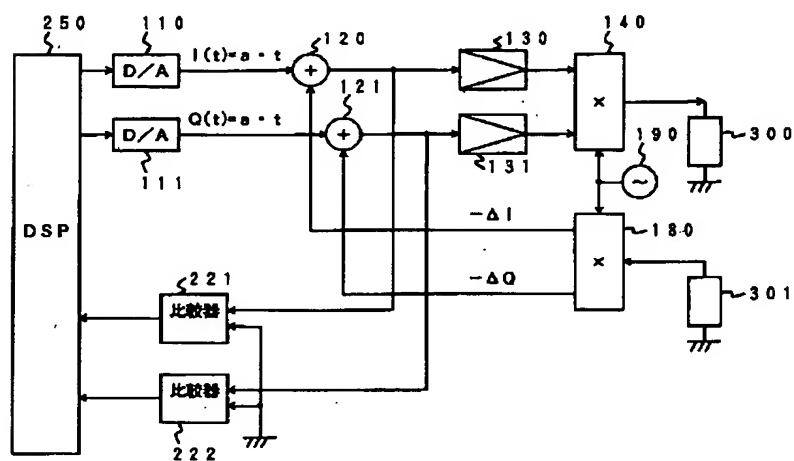 250
110
I(t)=a・t
120
130
140
D/A
+
121
×
Q(t)=a・t
190
D/A
+
300
111
131
~
DSP
-ΔI
180
×
221
-ΔQ
比較器
301
比較器
222